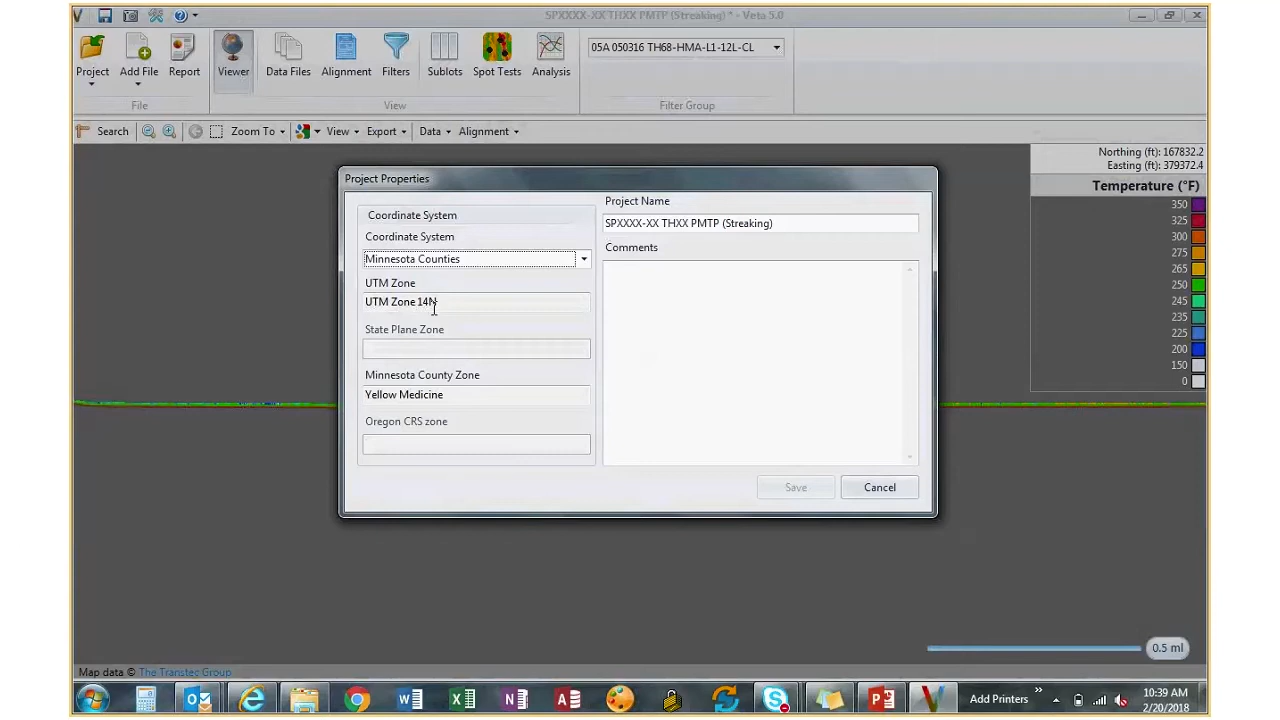 SPXXXX-XX THXX PMTP (Streaking) * - Veta 5.0
Project
Add File
Report
Viewer
Data Files
Alignment
Filters
Sublots
Spot Tests
Analysis
05A 050316 TH68-HMA-L1-12L-CL
File
View
Filter Group
Search
Zoom To
View
Export
Data
Alignment
Northing (ft): 167832.2
Easting (ft): 379372.4
Temperature (°F)
350
325
300
275
265
250
245
235
225
200
150
0
Project Properties
Coordinate System
Coordinate System
Minnesota Counties
UTM Zone
UTM Zone 14N
State Plane Zone
Minnesota County Zone
Yellow Medicine
Oregon CRS zone
Project Name
SPXXXX-XX THXX PMTP (Streaking)
Comments
Save
Cancel
0.5 ml
Map data © The Transtec Group
Add Printers
10:39 AM
2/20/2018